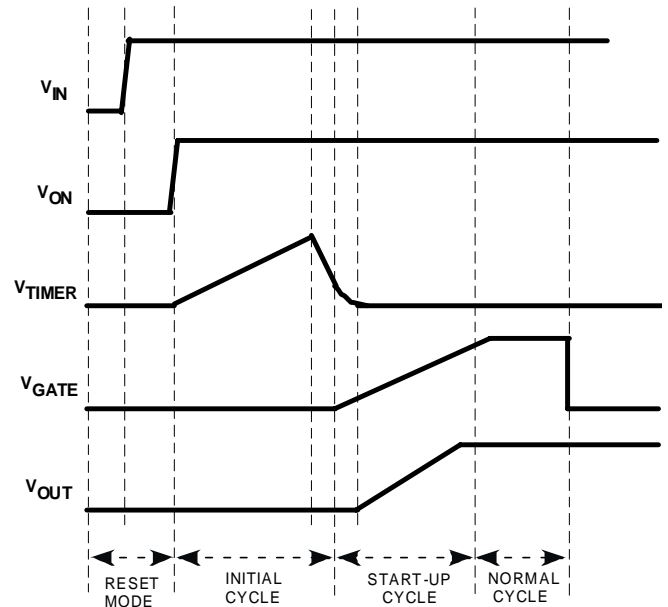 VIN
VON
VTIMER
VGATE
VOUT
RESET
MODE
INITIAL
CYCLE
START-UP
CYCLE
NORMAL
CYCLE